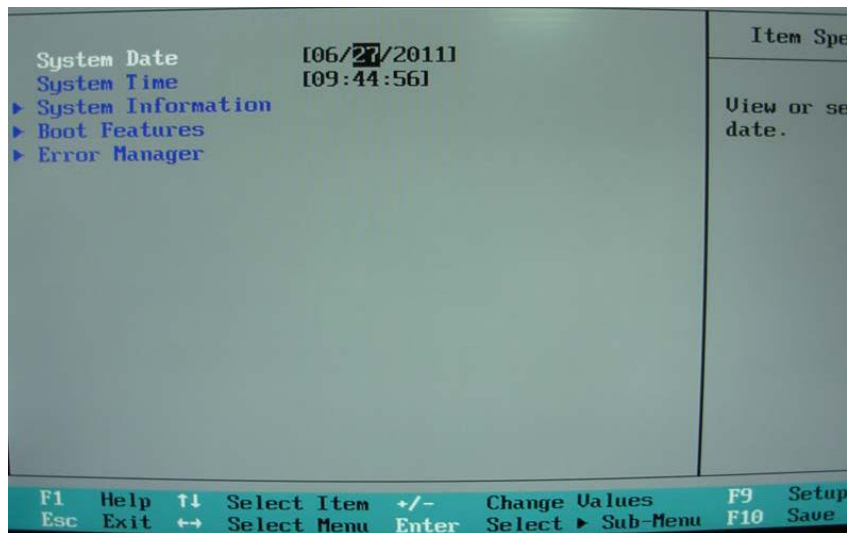 System Date [06/27/2011]
System Time [09:44:56]
▶ System Information
▶ Boot Features
▶ Error Manager
Item Spe
View or se
date.
F1 Help ↑↓ Select Item +/- Change Values F9 Setup
Esc Exit ↔ Select Menu Enter Select ▶ Sub-Menu F10 Save